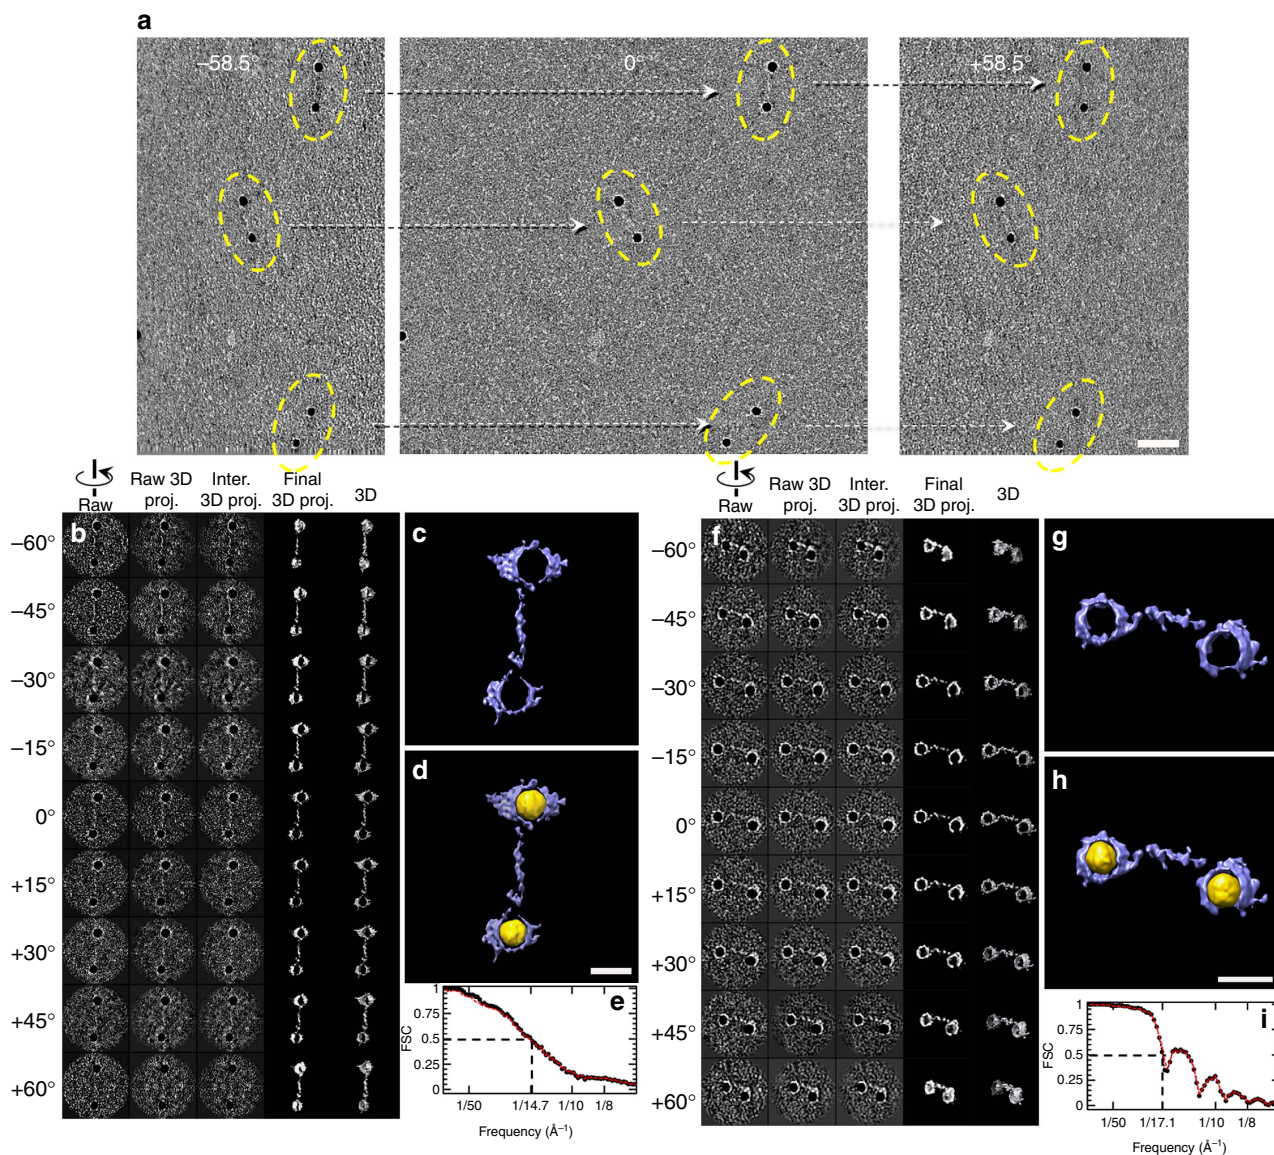 a
–58.5°
0°
+58.5°
Raw
Raw 3D
proj.
Inter.
3D proj.
Final
3D proj.
3D
b
–60°
–45°
–30°
–15°
0°
+15°
+30°
+45°
+60°
c
d
e
FSC
1
0.75
0.5
0.25
0
1/50
1/14.7
1/10
1/8
Frequency (Å⁻¹)
Raw
Raw 3D
proj.
Inter.
3D proj.
Final
3D proj.
3D
f
–60°
–45°
–30°
–15°
0°
+15°
+30°
+45°
+60°
g
h
i
FSC
1
0.75
0.5
0.25
0
1/50
1/17.1
1/10
1/8
Frequency (Å⁻¹)